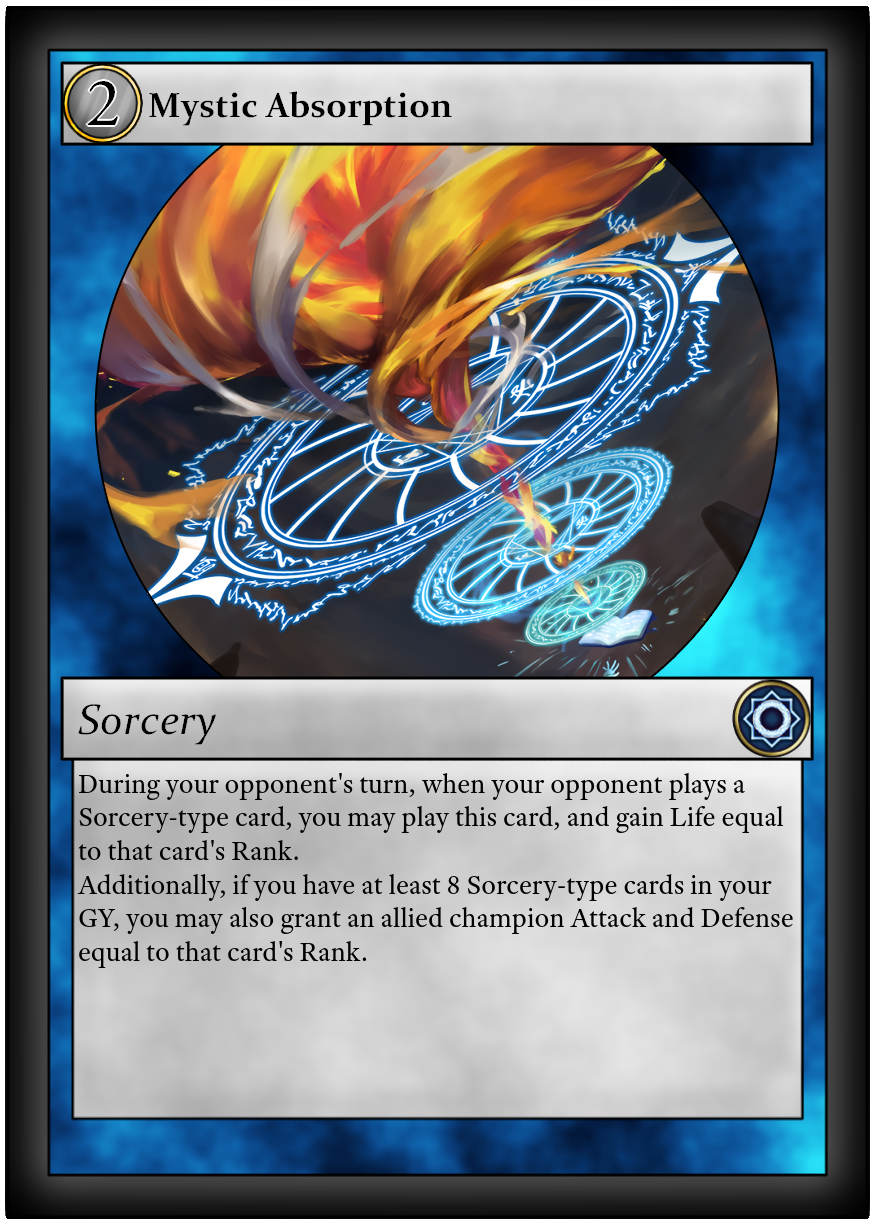 2 Mystic Absorption
Sorcery
During your opponent's turn, when your opponent plays a
Sorcery-type card, you may play this card, and gain Life equal
to that card's Rank.
Additionally, if you have at least 8 Sorcery-type cards in your
GY, you may also grant an allied champion Attack and Defense
equal to that card's Rank.